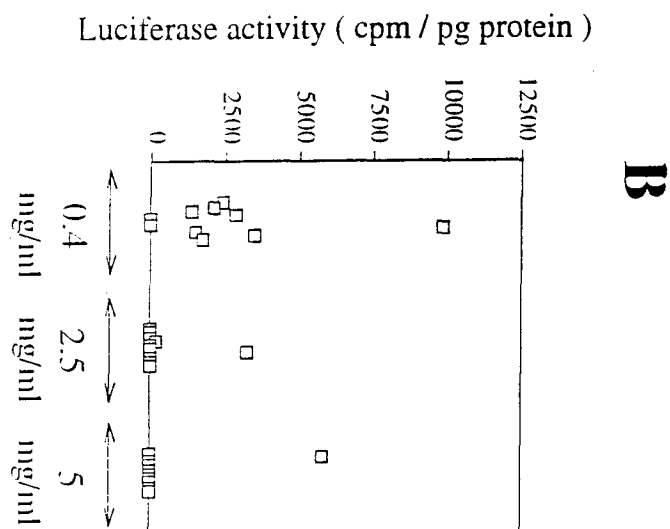 B
Luciferase activity ( cpm / pg protein )
12500
10000
7500
5000
2500
0
0.4
mg/ml
2.5
mg/ml
5
mg/ml